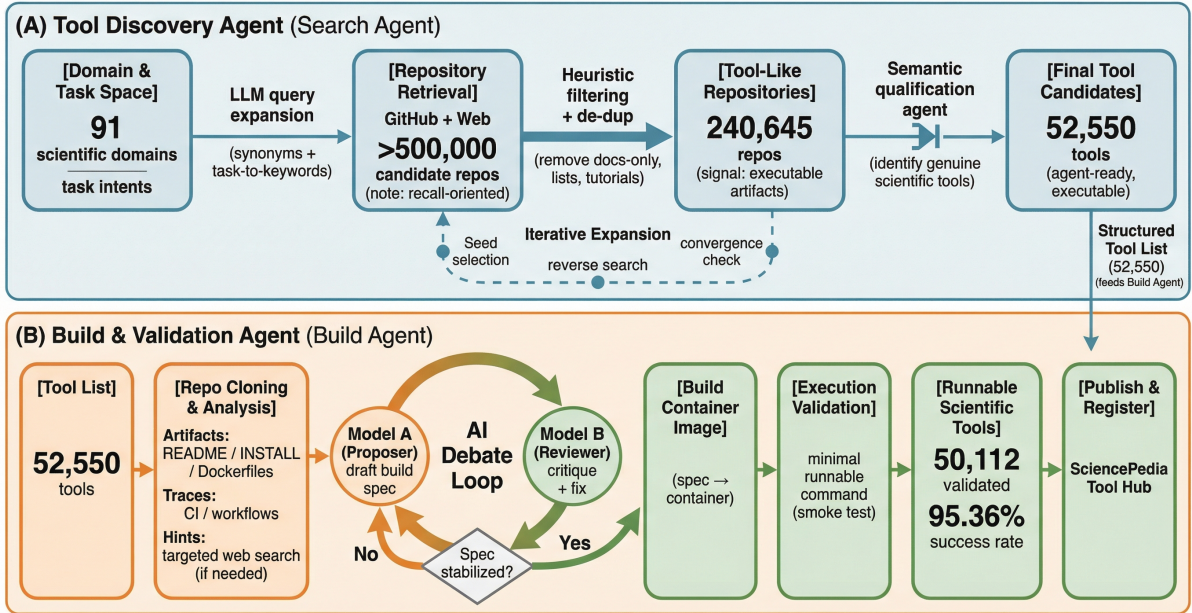 (A) Tool Discovery Agent (Search Agent)
[Domain &
Task Space]
91
scientific domains
task intents
LLM query
expansion
(synonyms +
task-to-keywords)
[Repository
Retrieval]
GitHub + Web
>500,000
candidate repos
(note: recall-oriented)
Heuristic
filtering
+ de-dup
(remove docs-only,
lists, tutorials)
[Tool-Like
Repositories]
240,645
repos
(signal: executable
artifacts)
Semantic
qualification
agent
(identify genuine
scientific tools)
[Final Tool
Candidates]
52,550
tools
(agent-ready,
executable)
Seed
selection
Iterative Expansion
reverse search
convergence
check
Structured
Tool List
(52,550)
(feeds Build Agent)
(B) Build & Validation Agent (Build Agent)
[Tool List]
52,550
tools
[Repo Cloning
& Analysis]
Artifacts:
README / INSTALL
/ Dockerfiles
Traces:
CI / workflows
Hints:
targeted web search
(if needed)
Model A
(Proposer)
draft build
spec
AI
Debate
Loop
Model B
(Reviewer)
critique
+ fix
No
Spec
stabilized?
Yes
[Build
Container
Image]
(spec →
container)
[Execution
Validation]
minimal
runnable
command
(smoke test)
[Runnable
Scientific
Tools]
50,112
validated
95.36%
success rate
[Publish &
Register]
SciencePedia
Tool Hub